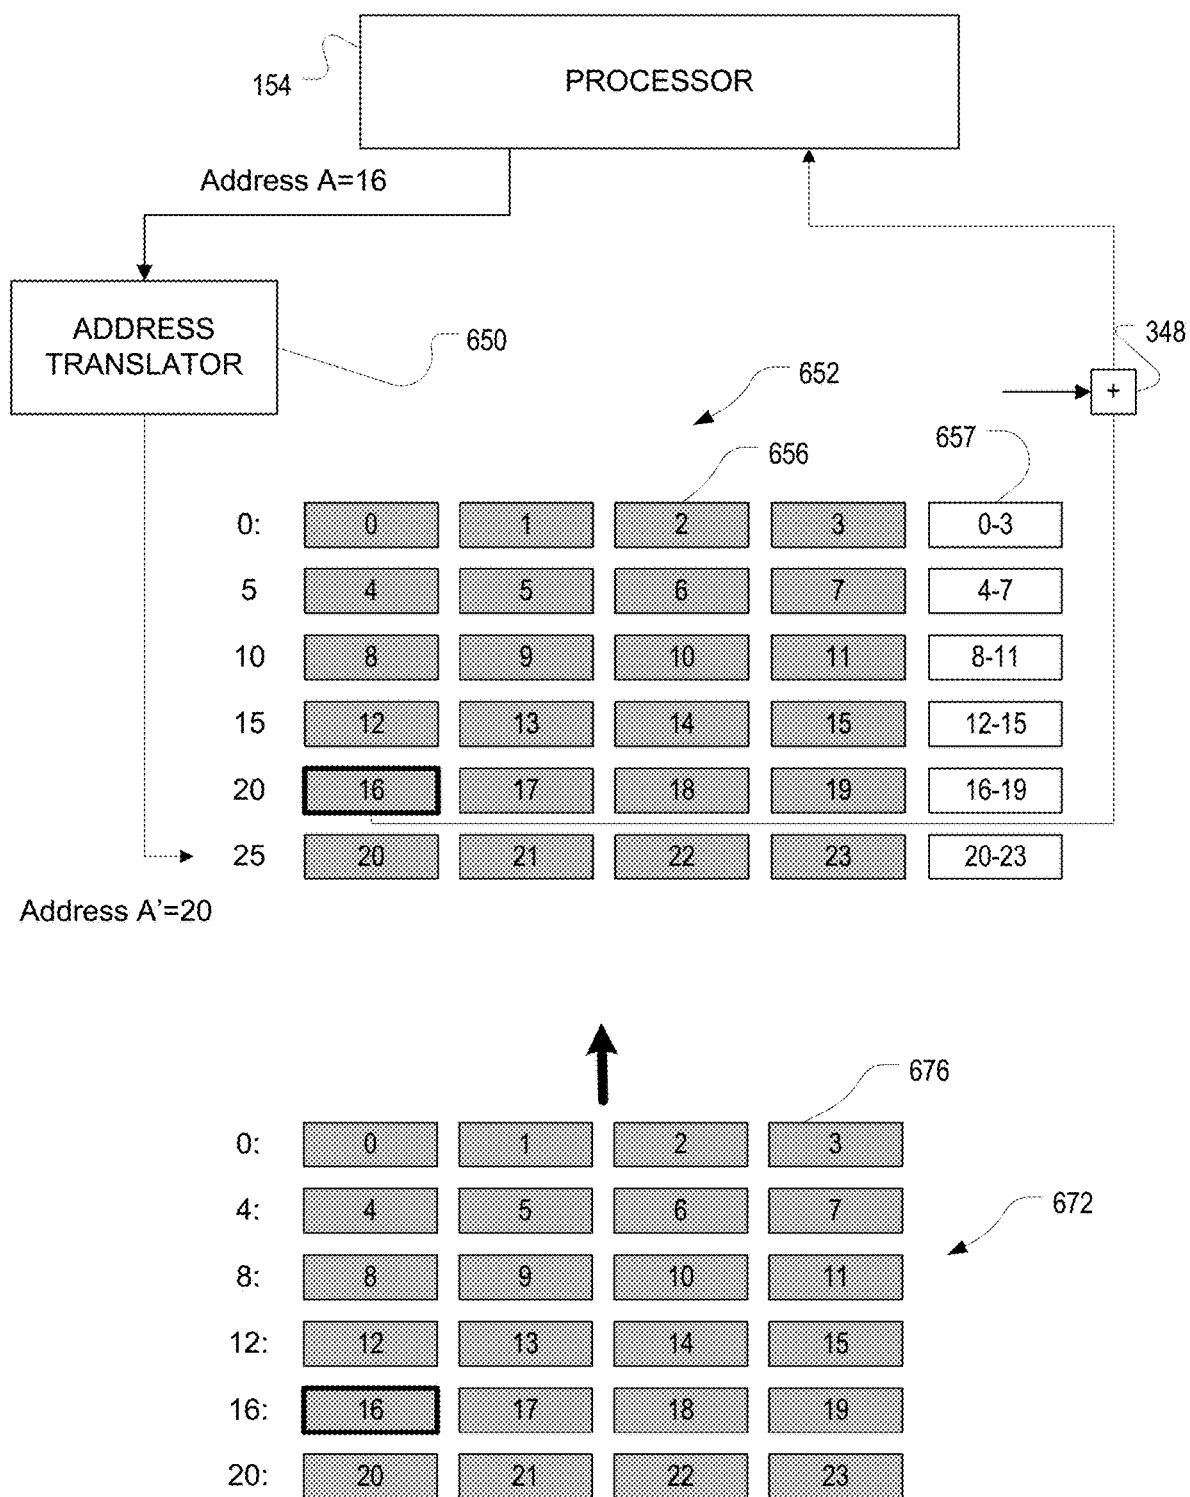 PROCESSOR
154
Address A=16
ADDRESS
TRANSLATOR
650
348
+
652
657
656
0: 0 1 2 3 0-3
5 4 5 6 7 4-7
10 8 9 10 11 8-11
15 12 13 14 15 12-15
20 16 17 18 19 16-19
25 20 21 22 23 20-23
Address A'=20
676
0: 0 1 2 3
4: 4 5 6 7
672
8: 8 9 10 11
12: 12 13 14 15
16: 16 17 18 19
20: 20 21 22 23